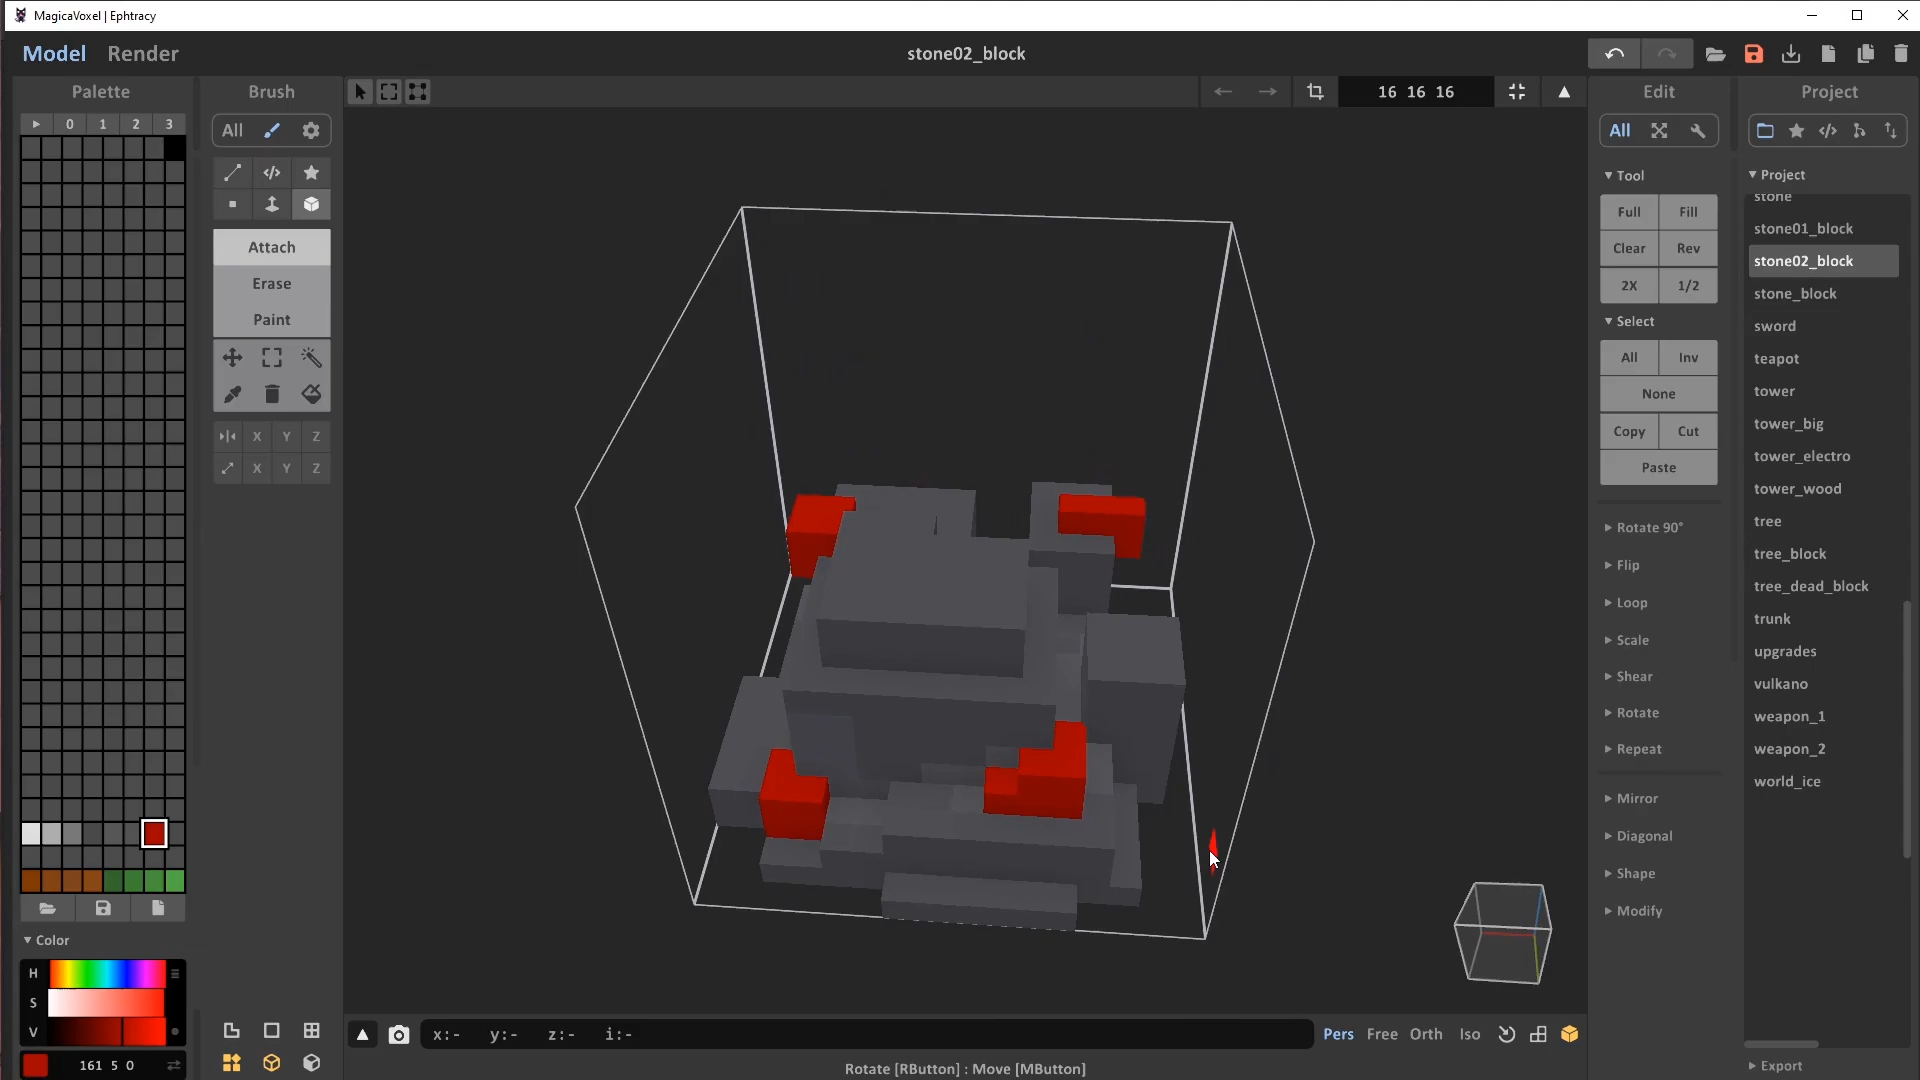 MagicaVoxel | Ephtracy
Model Render
stone02_block
Palette
Brush
16 16 16
Edit
Project
0 1 2 3
All
All
Project
Tool
stone
Full Fill
stone01_block
Attach
Clear Rev
stone02_block
Erase
2X 1/2
stone_block
Paint
Select
sword
All Inv
teapot
None
tower
X Y Z
Copy Cut
tower_big
X Y Z
Paste
tower_electro
tower_wood
Rotate 90°
tree
Flip
tree_block
Loop
tree_dead_block
Scale
trunk
Shear
upgrades
Rotate
vulkano
Repeat
weapon_1
weapon_2
Mirror
world_ice
Diagonal
Shape
Modify
Color
H
S
V
161 5 0
x:- y:- z:- i:-
Pers Free Orth Iso
Rotate [RButton] : Move [MButton]
Export